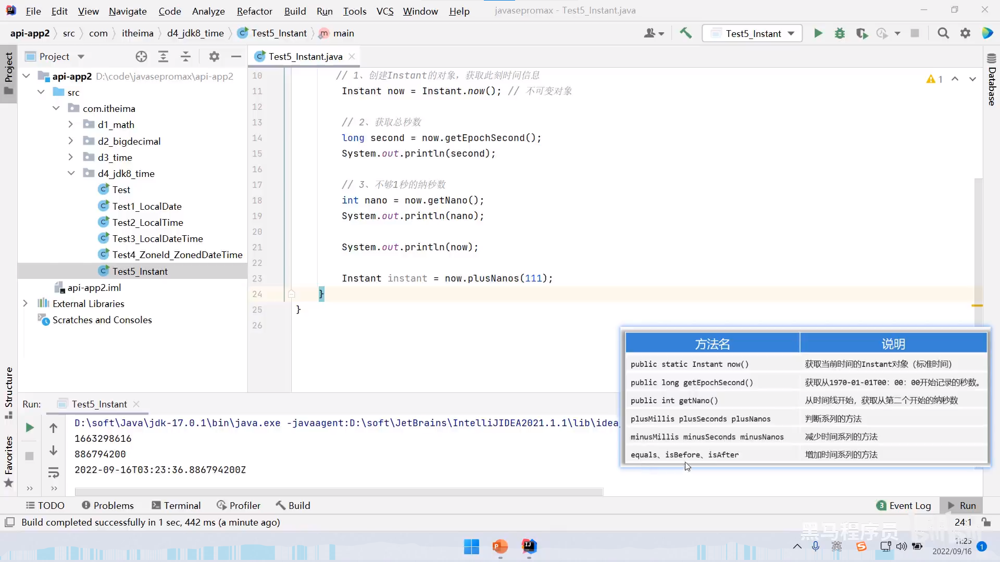 File Edit View Navigate Code Analyze Refactor Build Run Tools VCS Window Help javasepromax - Test5_Instant.java
api-app2 src com itheima d4_jdk8_time Test5_Instant main Test5_Instant
Project Test5_Instant.java
api-app2 D:\code\javasepromax\api-app2
src
com.itheima
d1_math
d2_bigdecimal
d3_time
d4_jdk8_time
Test
Test1_LocalDate
Test2_LocalTime
Test3_LocalDateTime
Test4_ZoneId_ZonedDateTime
Test5_Instant
api-app2.iml
External Libraries
Scratches and Consoles
10 // 1、创建Instant的对象，获取此刻时间信息
11 Instant now = Instant.now(); // 不可变对象
12
13 // 2、获取总秒数
14 long second = now.getEpochSecond();
15 System.out.println(second);
16
17 // 3、不够1秒的纳秒数
18 int nano = now.getNano();
19 System.out.println(nano);
20
21 System.out.println(now);
22
23 Instant instant = now.plusNanos(111);
24 }
25 }
26
1
Project
Structure
Favorites
Database
方法名 说明
public static Instant now() 获取当前时间的Instant对象（标准时间）
public long getEpochSecond() 获取从1970-01-01T00：00：00开始记录的秒数。
public int getNano() 从时间线开始，获取从第二个开始的纳秒数
plusMillis plusSeconds plusNanos 判断系列的方法
minusMillis minusSeconds minusNanos 减少时间系列的方法
equals、isBefore、isAfter 增加时间系列的方法
Run: Test5_Instant
D:\soft\Java\jdk-17.0.1\bin\java.exe -javaagent:D:\soft\JetBrains\IntelliJIDEA2021.1.1\lib\idea_
1663298616
886794200
2022-09-16T03:23:36.886794200Z
TODO Problems Terminal Profiler Build 3 Event Log Run
Build completed successfully in 1 sec, 442 ms (a minute ago) 24:1
黑马程序员
英 11:25
2022/09/16 1